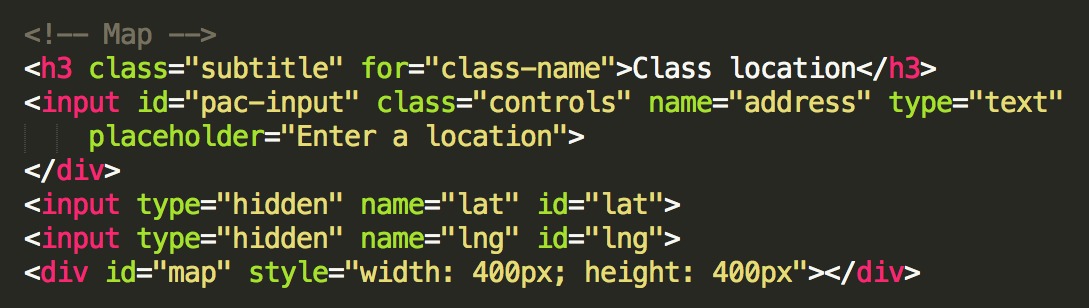 <!-- Map -->
<h3 class="subtitle" for="class-name">Class location</h3>
<input id="pac-input" class="controls" name="address" type="text"
placeholder="Enter a location">
</div>
<input type="hidden" name="lat" id="lat">
<input type="hidden" name="lng" id="lng">
<div id="map" style="width: 400px; height: 400px"></div>